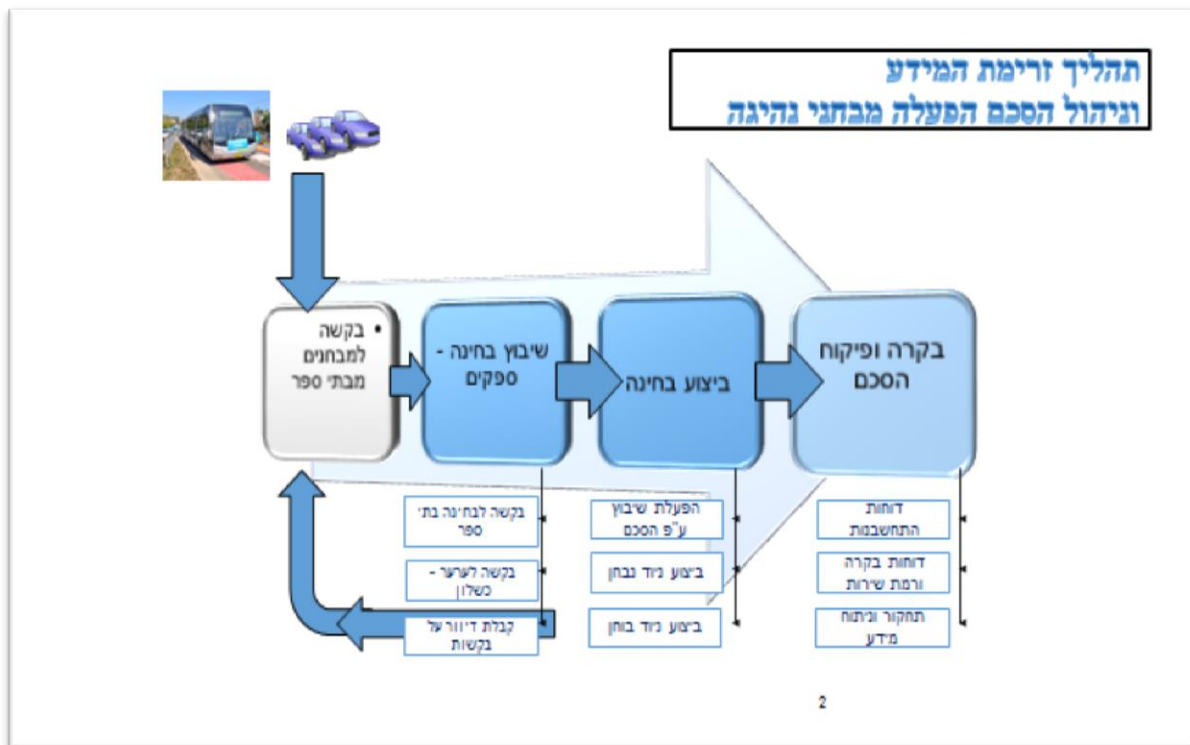 תהליך זרימת המידע
וניהול הסכם הפעלה מבחני נהיגה
• בקשה
למבחנים
מבתי ספר
שיבוץ בחינה -
ספקים
ביצוע בחינה
בקרה ופיקוח
הסכם
בקשה לבחינה בתי
ספר
בקשה לערער -
כשלון
קבלת דיוור על
בקשות
הפעלת שיבוץ
ע"פ הסכם
ביצוע ניוד נבחן
ביצוע ניוד בוחן
דוחות
התחשבנות
דוחות בקרה
ורמת שירות
תחקור וניתוח
מידע
2